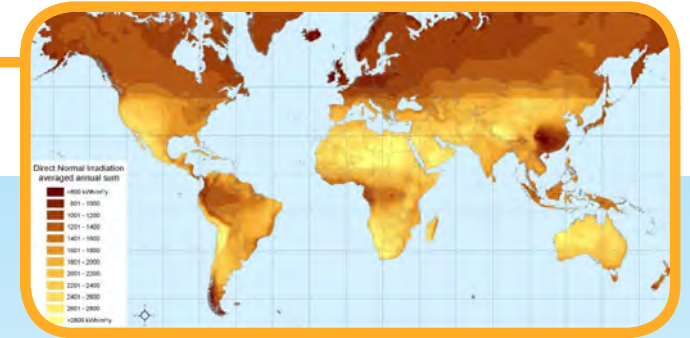 Direct Normal Irradiation
averaged annual sum
<800 kWh/m²/y
801 - 1000
1001 - 1200
1201 - 1400
1401 - 1600
1601 - 1800
1801 - 2000
2001 - 2200
2201 - 2400
2401 - 2600
2601 - 2800
>2800 kWh/m²/y